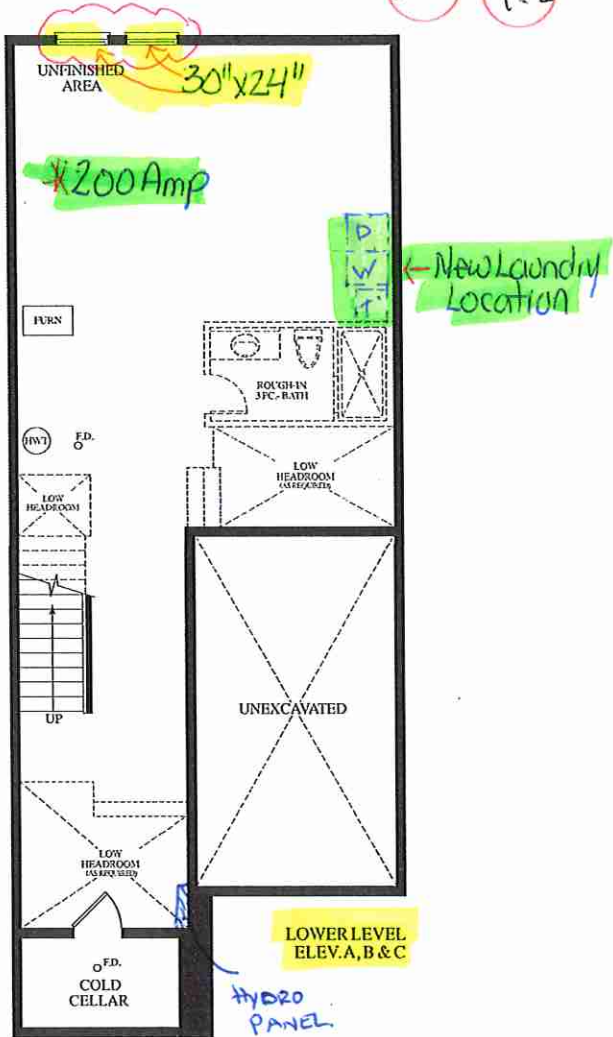 UNFINISHED
AREA
30"x24"
*200 Amp
D
W
T
←New Laundry
Location
FURN
ROUGH-IN
3 PC.- BATH
HWT
F.D.
LOW
HEADROOM
(AS REQUIRED)
LOW
HEADROOM
UP
UNEXCAVATED
LOW
HEADROOM
(AS REQUIRED)
LOWER LEVEL
ELEV. A, B & C
F.D.
COLD
CELLAR
HYDRO
PANEL